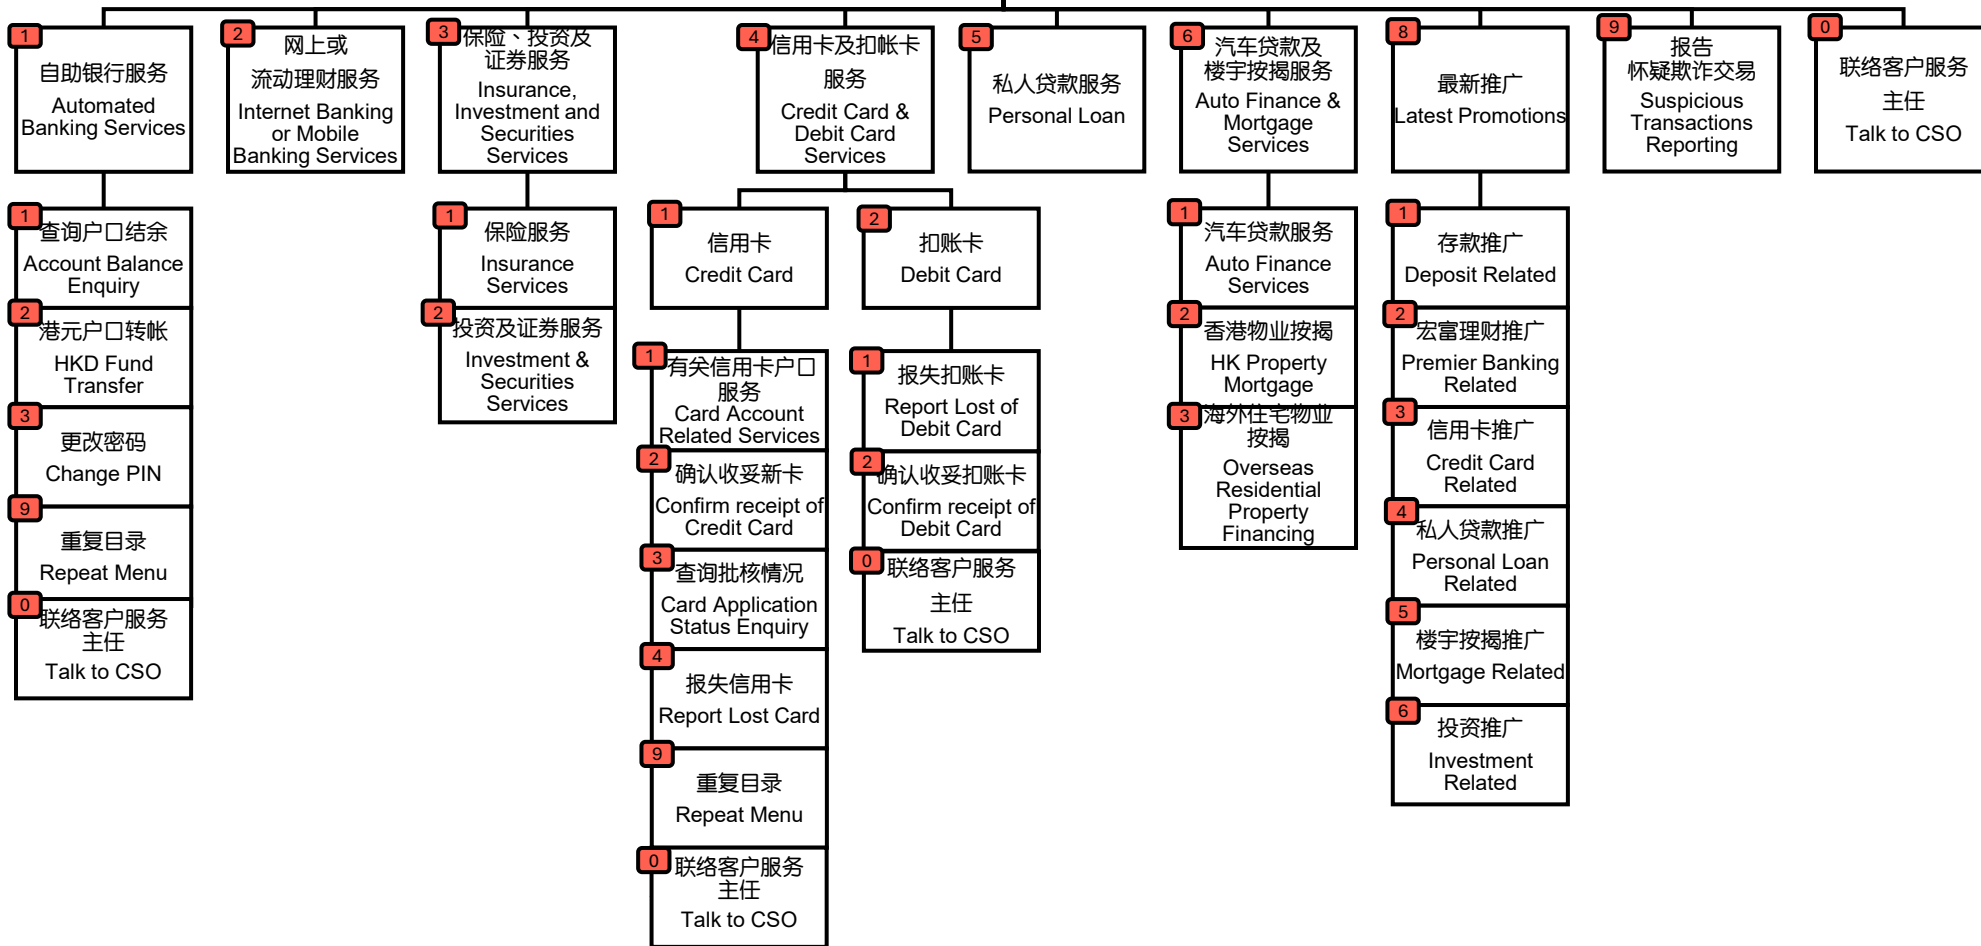 1
自助银行服务
Automated
Banking Services
2
网上或
流动理财服务
Internet Banking
or Mobile
Banking Services
3
保险、投资及
证券服务
Insurance,
Investment and
Securities
Services
4
信用卡及扣帐卡
服务
Credit Card &
Debit Card
Services
5
私人贷款服务
Personal Loan
6
汽车贷款及
楼宇按揭服务
Auto Finance &
Mortgage
Services
8
最新推广
Latest Promotions
9
报告
怀疑欺诈交易
Suspicious
Transactions
Reporting
0
联络客户服务
主任
Talk to CSO
1
查询户口结余
Account Balance
Enquiry
2
港元户口转帐
HKD Fund
Transfer
3
更改密码
Change PIN
9
重复目录
Repeat Menu
0
联络客户服务
主任
Talk to CSO
1
保险服务
Insurance
Services
2
投资及证券服务
Investment &
Securities
Services
1
信用卡
Credit Card
1
有关信用卡户口
服务
Card Account
Related Services
2
确认收妥新卡
Confirm receipt of
Credit Card
3
查询批核情况
Card Application
Status Enquiry
4
报失信用卡
Report Lost Card
9
重复目录
Repeat Menu
0
联络客户服务
主任
Talk to CSO
2
扣账卡
Debit Card
1
报失扣账卡
Report Lost of
Debit Card
2
确认收妥扣账卡
Confirm receipt of
Debit Card
0
联络客户服务
主任
Talk to CSO
1
汽车贷款服务
Auto Finance
Services
2
香港物业按揭
HK Property
Mortgage
3
海外住宅物业
按揭
Overseas
Residential
Property
Financing
1
存款推广
Deposit Related
2
宏富理财推广
Premier Banking
Related
3
信用卡推广
Credit Card
Related
4
私人贷款推广
Personal Loan
Related
5
楼宇按揭推广
Mortgage Related
6
投资推广
Investment
Related